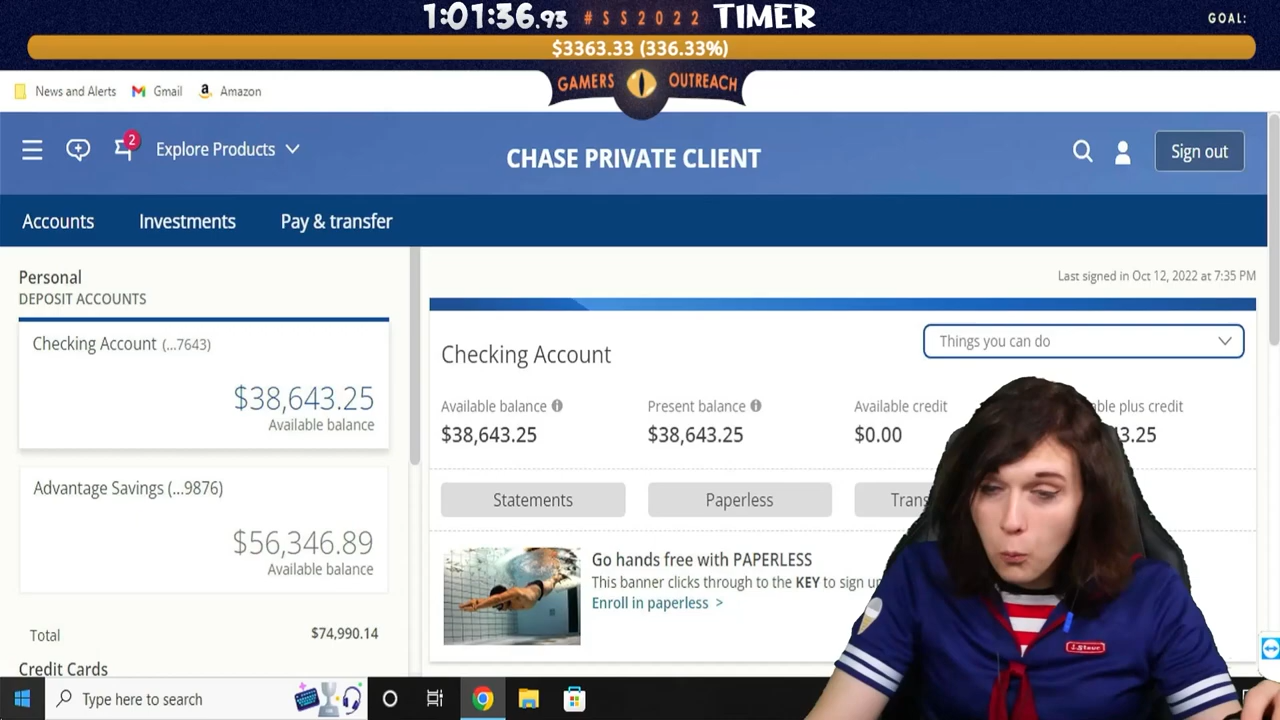 1:01:36.93 #SS2022 TIMER
GOAL:
$3363.33 (336.33%)
GAMERS OUTREACH
News and Alerts
Gmail
Amazon
2
Explore Products
CHASE PRIVATE CLIENT
Sign out
Accounts
Investments
Pay & transfer
Personal
DEPOSIT ACCOUNTS
Checking Account (...7643)
$38,643.25
Available balance
Advantage Savings (...9876)
$56,346.89
Available balance
Total
$74,990.14
Credit Cards
Last signed in Oct 12, 2022 at 7:35 PM
Things you can do
Checking Account
Available balance
$38,643.25
Present balance
$38,643.25
Available credit
$0.00
plus credit
Statements
Paperless
Go hands free with PAPERLESS
This banner clicks through to the KEY to sign
Enroll in paperless >
Type here to search